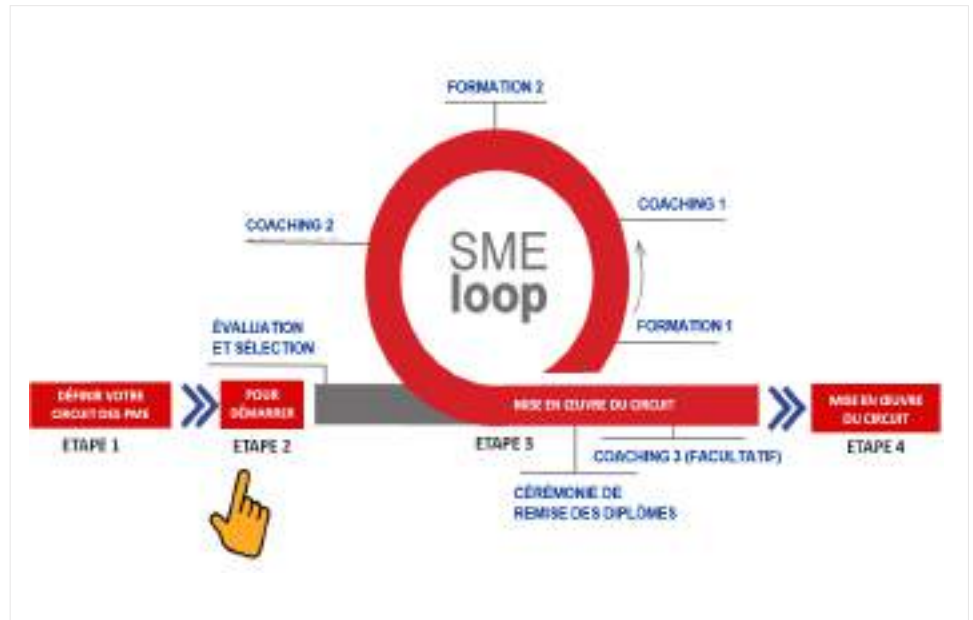 FORMATION 2
COACHING 1
COACHING 2
SME
loop
FORMATION 1
ÉVALUATION
ET SÉLECTION
DÉFINIR VOTRE
CIRCUIT DES PME
POUR
DÉMARRER
MISE EN ŒUVRE DU CIRCUIT
MISE EN ŒUVRE
DU CIRCUIT
ETAPE 1
ETAPE 2
ETAPE 3
ETAPE 4
COACHING 3 (FACULTATIF)
CÉRÉMONIE DE
REMISE DES DIPLÔMES